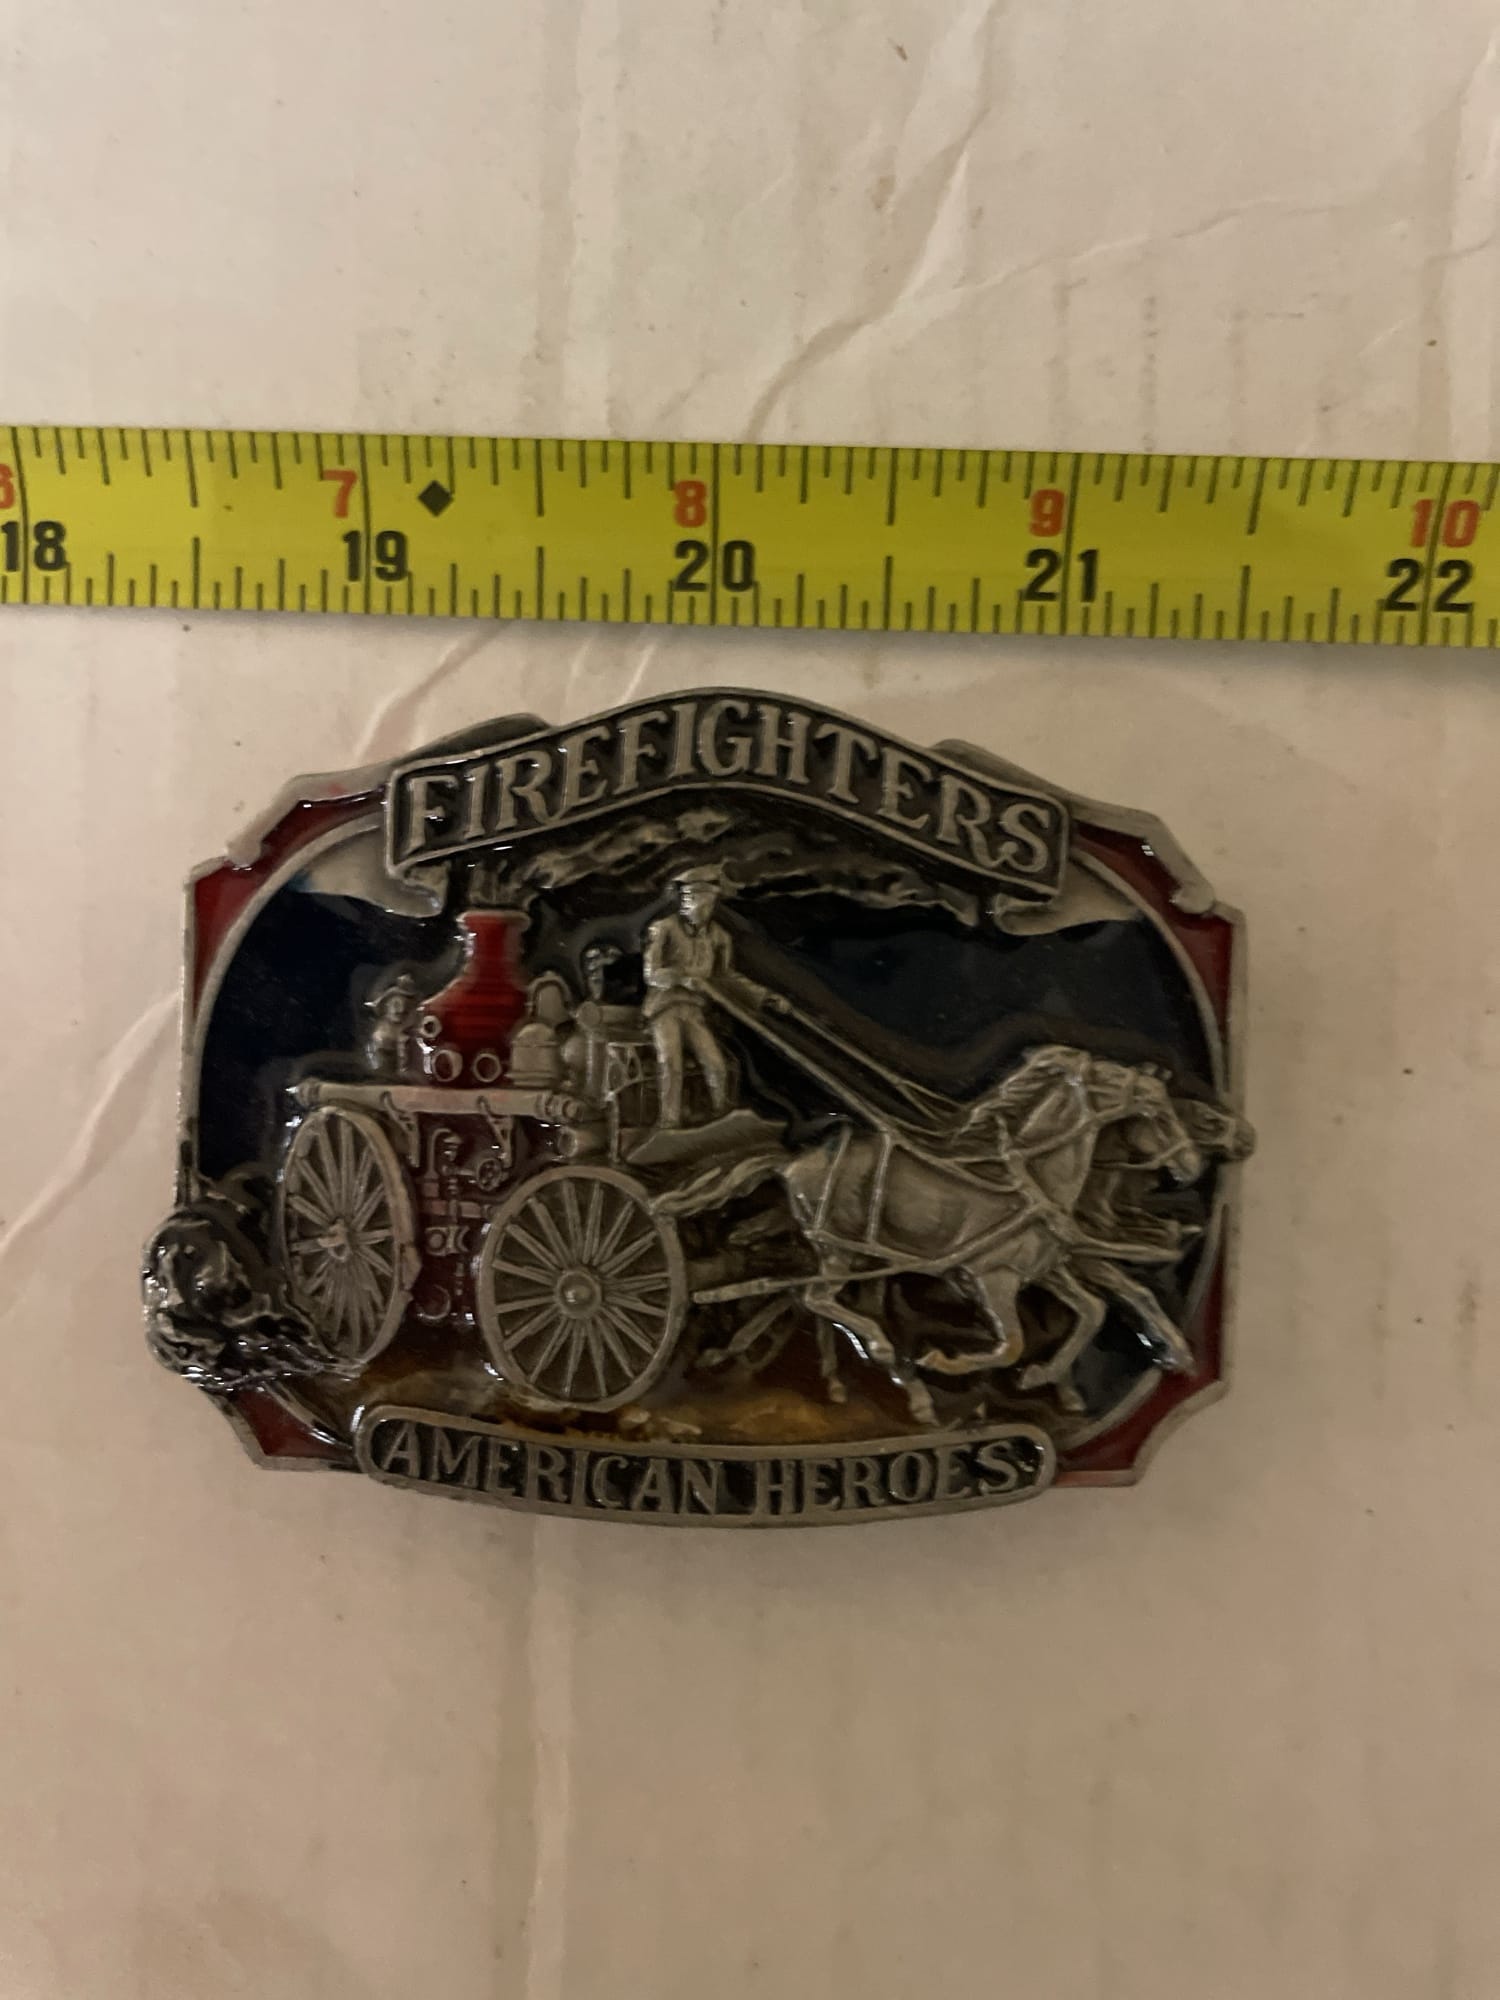 6 7 8 9 10
18 19 20 21 22
FIREFIGHTERS
AMERICAN HEROES